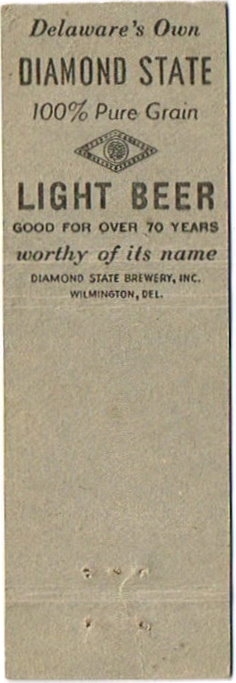 Delaware's Own
DIAMOND STATE
100% Pure Grain
LIGHT BEER
GOOD FOR OVER 70 YEARS
worthy of its name
DIAMOND STATE BREWERY, INC.
WILMINGTON, DEL.